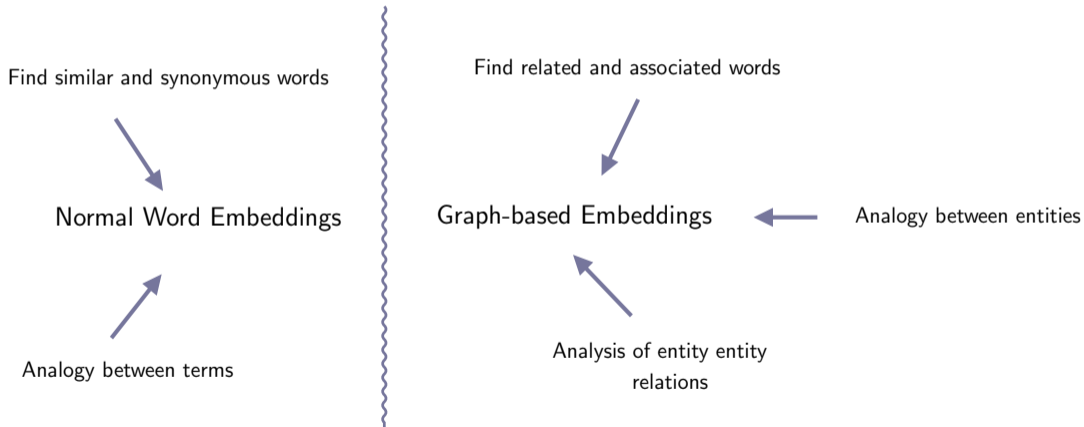 Find similar and synonymous words
Normal Word Embeddings
Analogy between terms
Find related and associated words
Graph-based Embeddings
Analogy between entities
Analysis of entity entity
relations